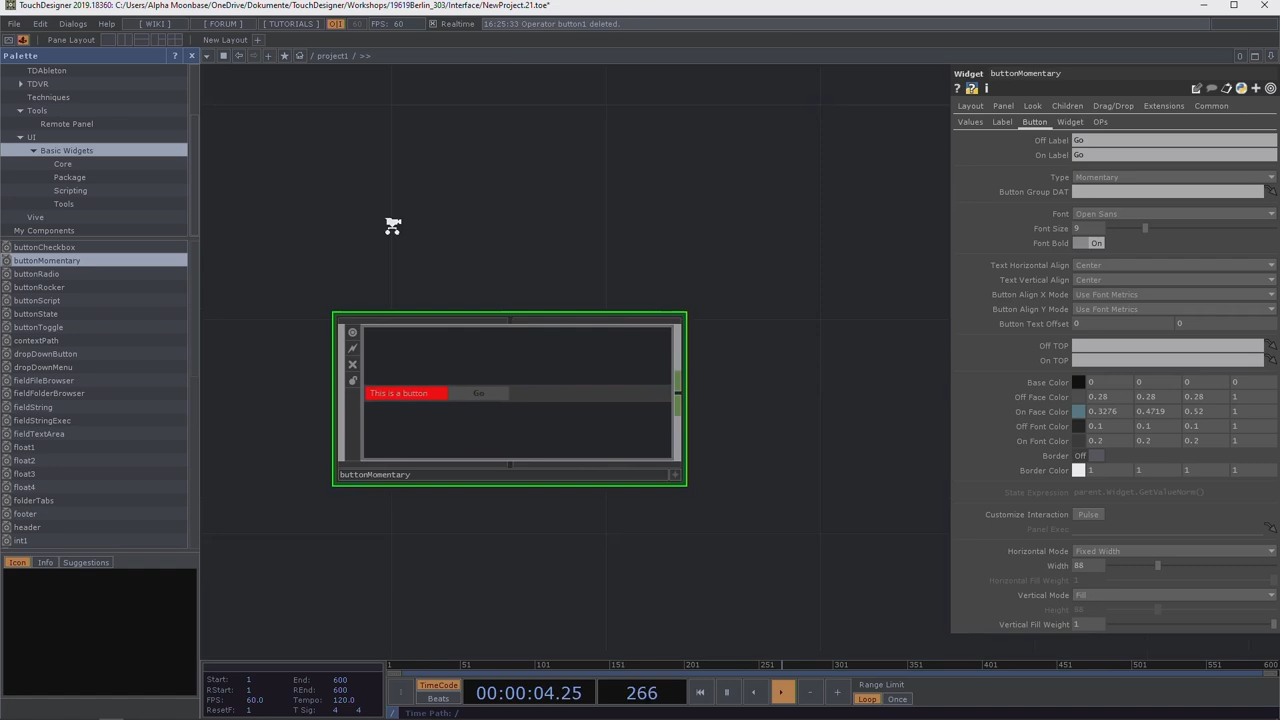 TouchDesigner 2019.18360: C:/Users/Alpha Moonbase/OneDrive/Dokumente/TouchDesigner/Workshops/19619Berlin_303/Interface/NewProject.21.toe*
File Edit Dialogs Help [ WIKI ] [ FORUM ] [ TUTORIALS ] O|I 60 FPS: 60 Realtime 16:25:33 Operator button1 deleted.
Pane Layout New Layout +
Palette ? x / project1 / >> 0
TDAbleton
TDVR
Techniques
Tools
Remote Panel
UI
Basic Widgets
Core
Package
Scripting
Tools
Vive
My Components
buttonCheckbox
buttonMomentary
buttonRadio
buttonRocker
buttonScript
buttonState
buttonToggle
contextPath
dropDownButton
dropDownMenu
fieldFileBrowser
fieldFolderBrowser
fieldString
fieldStringExec
fieldTextArea
float1
float2
float3
float4
folderTabs
footer
header
int1
Icon Info Suggestions
This is a button Go
buttonMomentary +
Widget buttonMomentary
? ? i
Layout Panel Look Children Drag/Drop Extensions Common
Values Label Button Widget OPs
Off Label Go
On Label Go
Type Momentary
Button Group DAT
Font Open Sans
Font Size 9
Font Bold On
Text Horizontal Align Center
Text Vertical Align Center
Button Align X Mode Use Font Metrics
Button Align Y Mode Use Font Metrics
Button Text Offset 0 0
Off TOP
On TOP
Base Color 0 0 0 0
Off Face Color 0.28 0.28 0.28 1
On Face Color 0.3276 0.4719 0.52 1
Off Font Color 0.1 0.1 0.1 1
On Font Color 0.2 0.2 0.2 1
Border Off
Border Color 1 1 1 1
State Expression parent.Widget.GetValueNorm()
Customize Interaction Pulse
Panel Exec
Horizontal Mode Fixed Width
Width 88
Horizontal Fill Weight 1
Vertical Mode Fill
Height 88
Vertical Fill Weight 1
1 51 101 151 201 251 301 351 401 451 501 551 600
Start: 1 End: 600
RStart: 1 REnd: 600
FPS: 60.0 Tempo: 120.0
ResetF: 1 T Sig: 4 4
TimeCode
Beats
00:00:04.25 266
Range Limit
Loop Once
/ Time Path: /